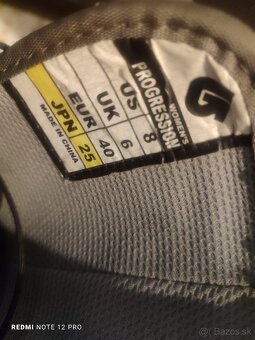 WOMEN'S
PROGRESSION
US 8
UK 6
EUR 40
JPN 25
MADE IN CHINA
REDMI NOTE 12 PRO
Bazos.sk